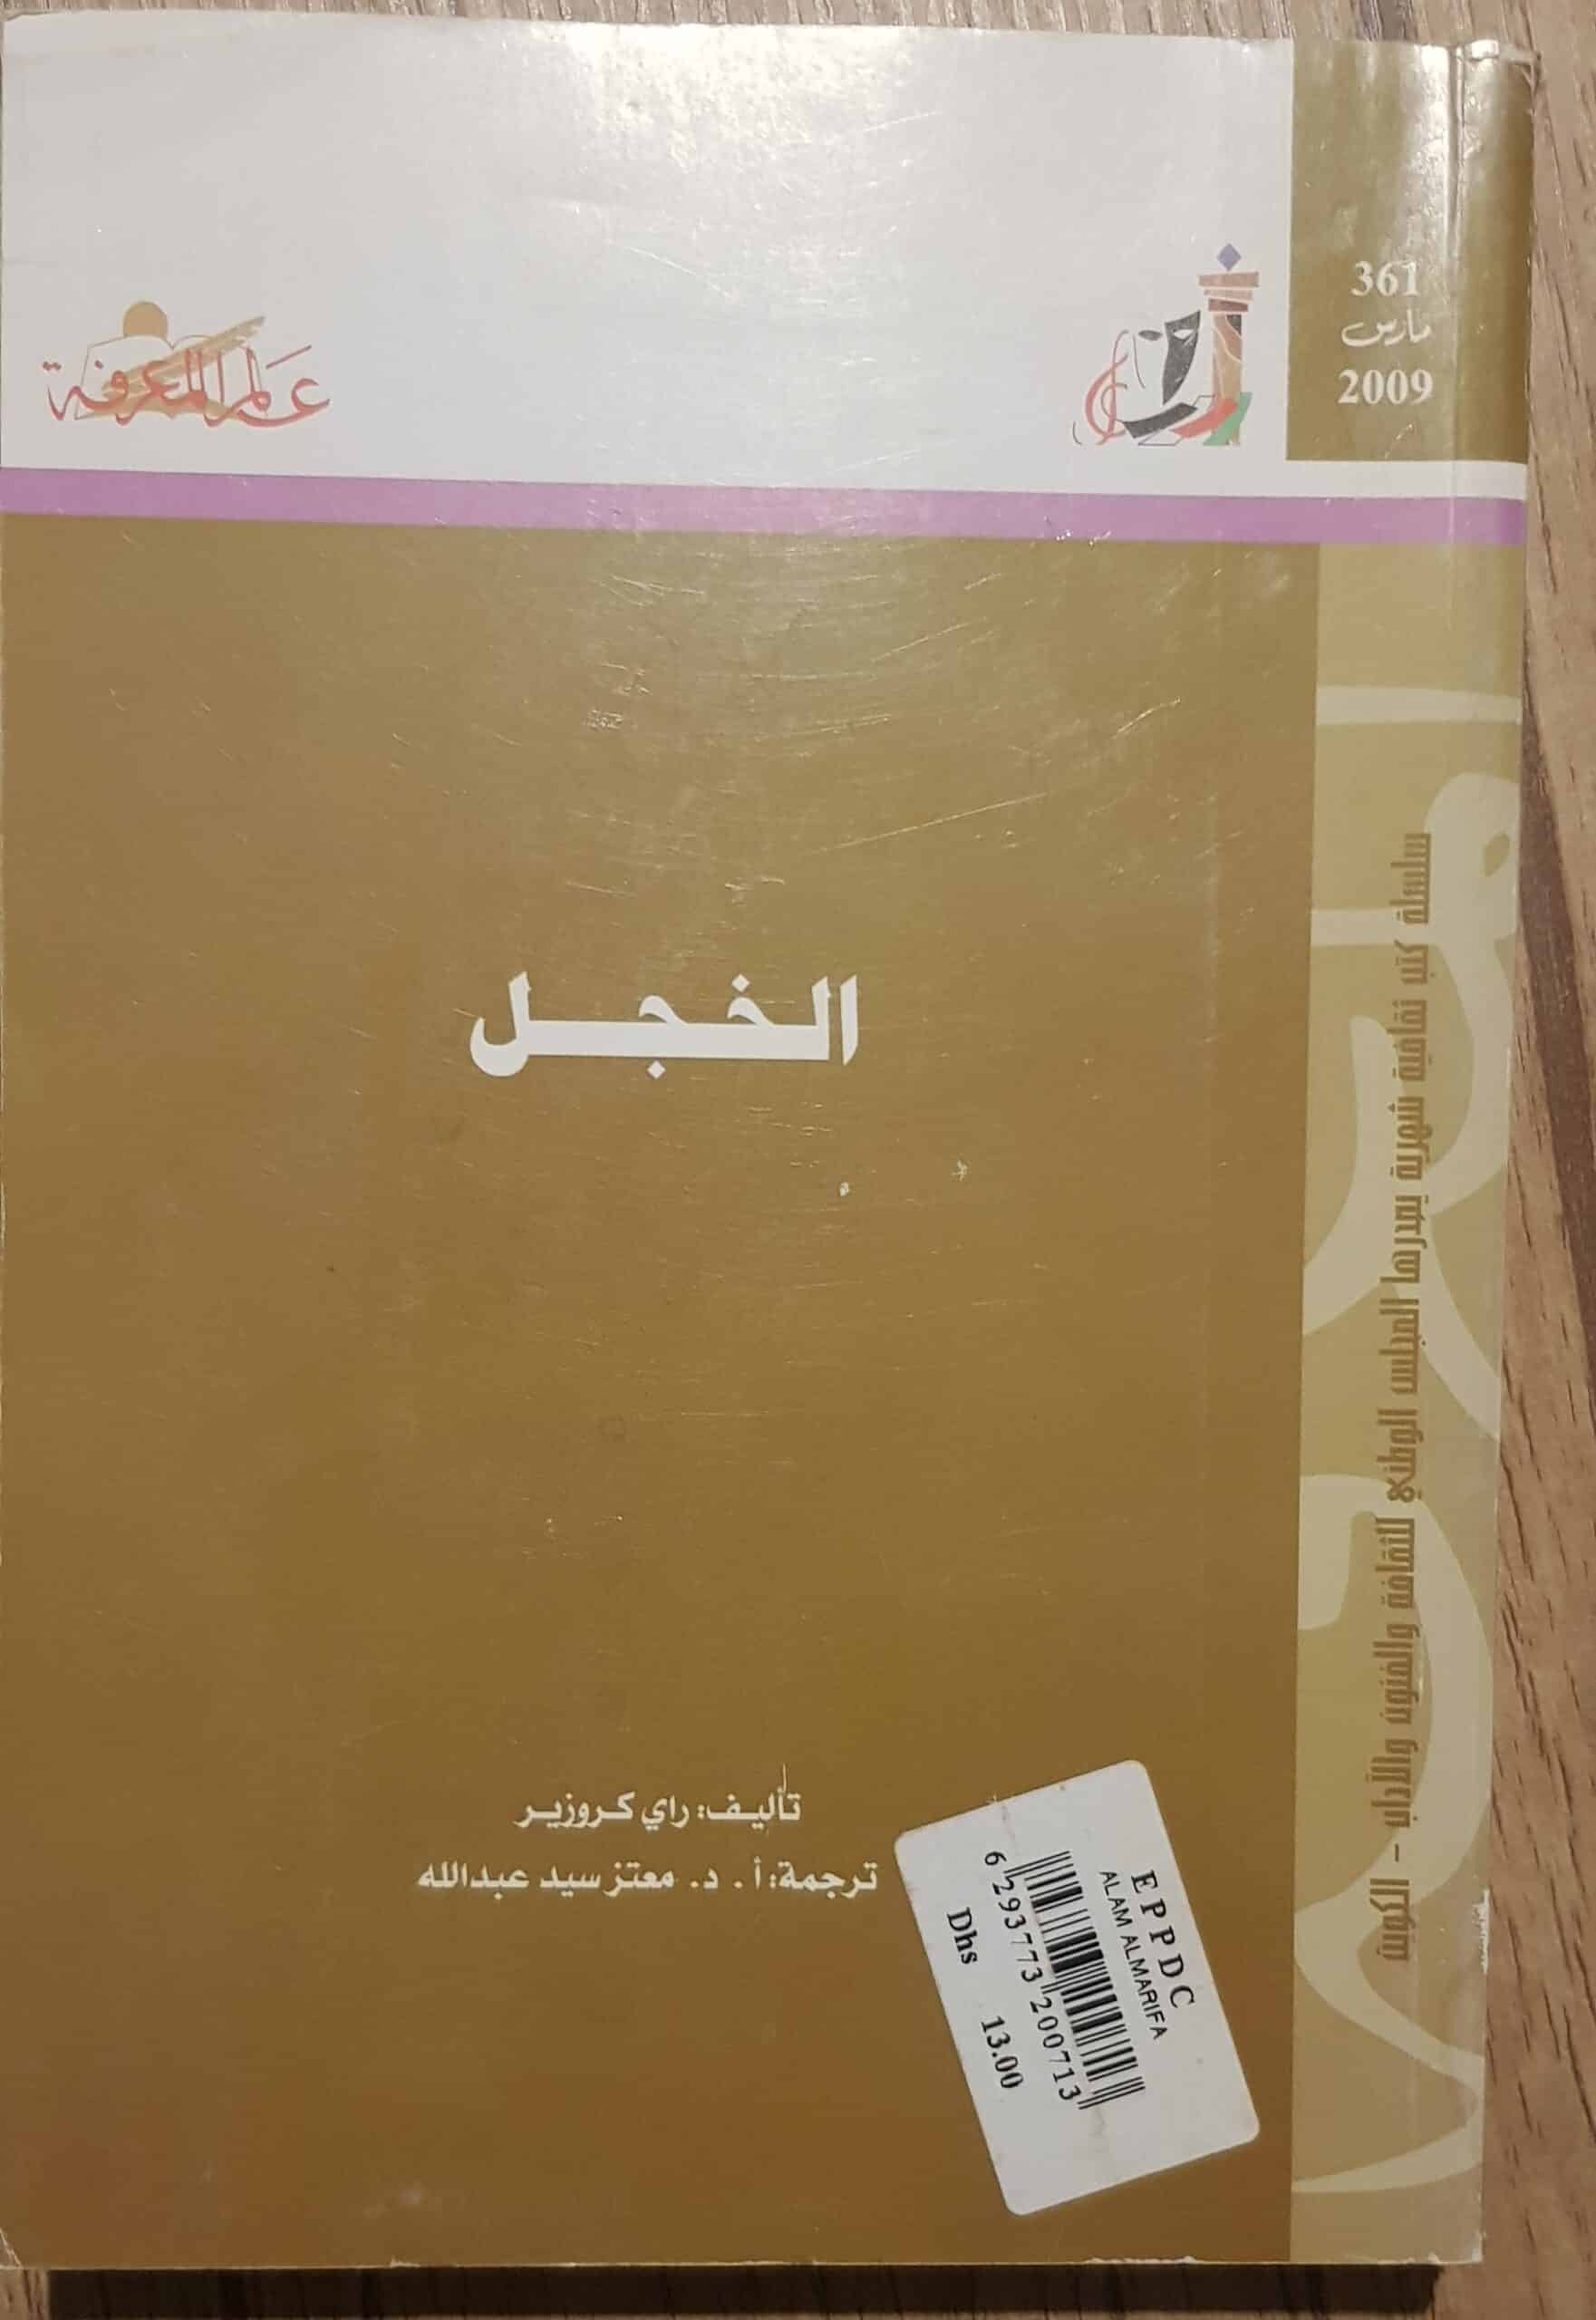 361
مارس
2009
عالم المعرفة
سلسلة كتب ثقافية شهرية يصدرها المجلس الوطني للثقافة والفنون والآداب - الكويت
الخجل
تأليف: راي كروزير
ترجمة: أ. د. معتز سيد عبدالله
EPPDC
ALAM ALMARIFA
6 293773 200713
Dhs 13.00